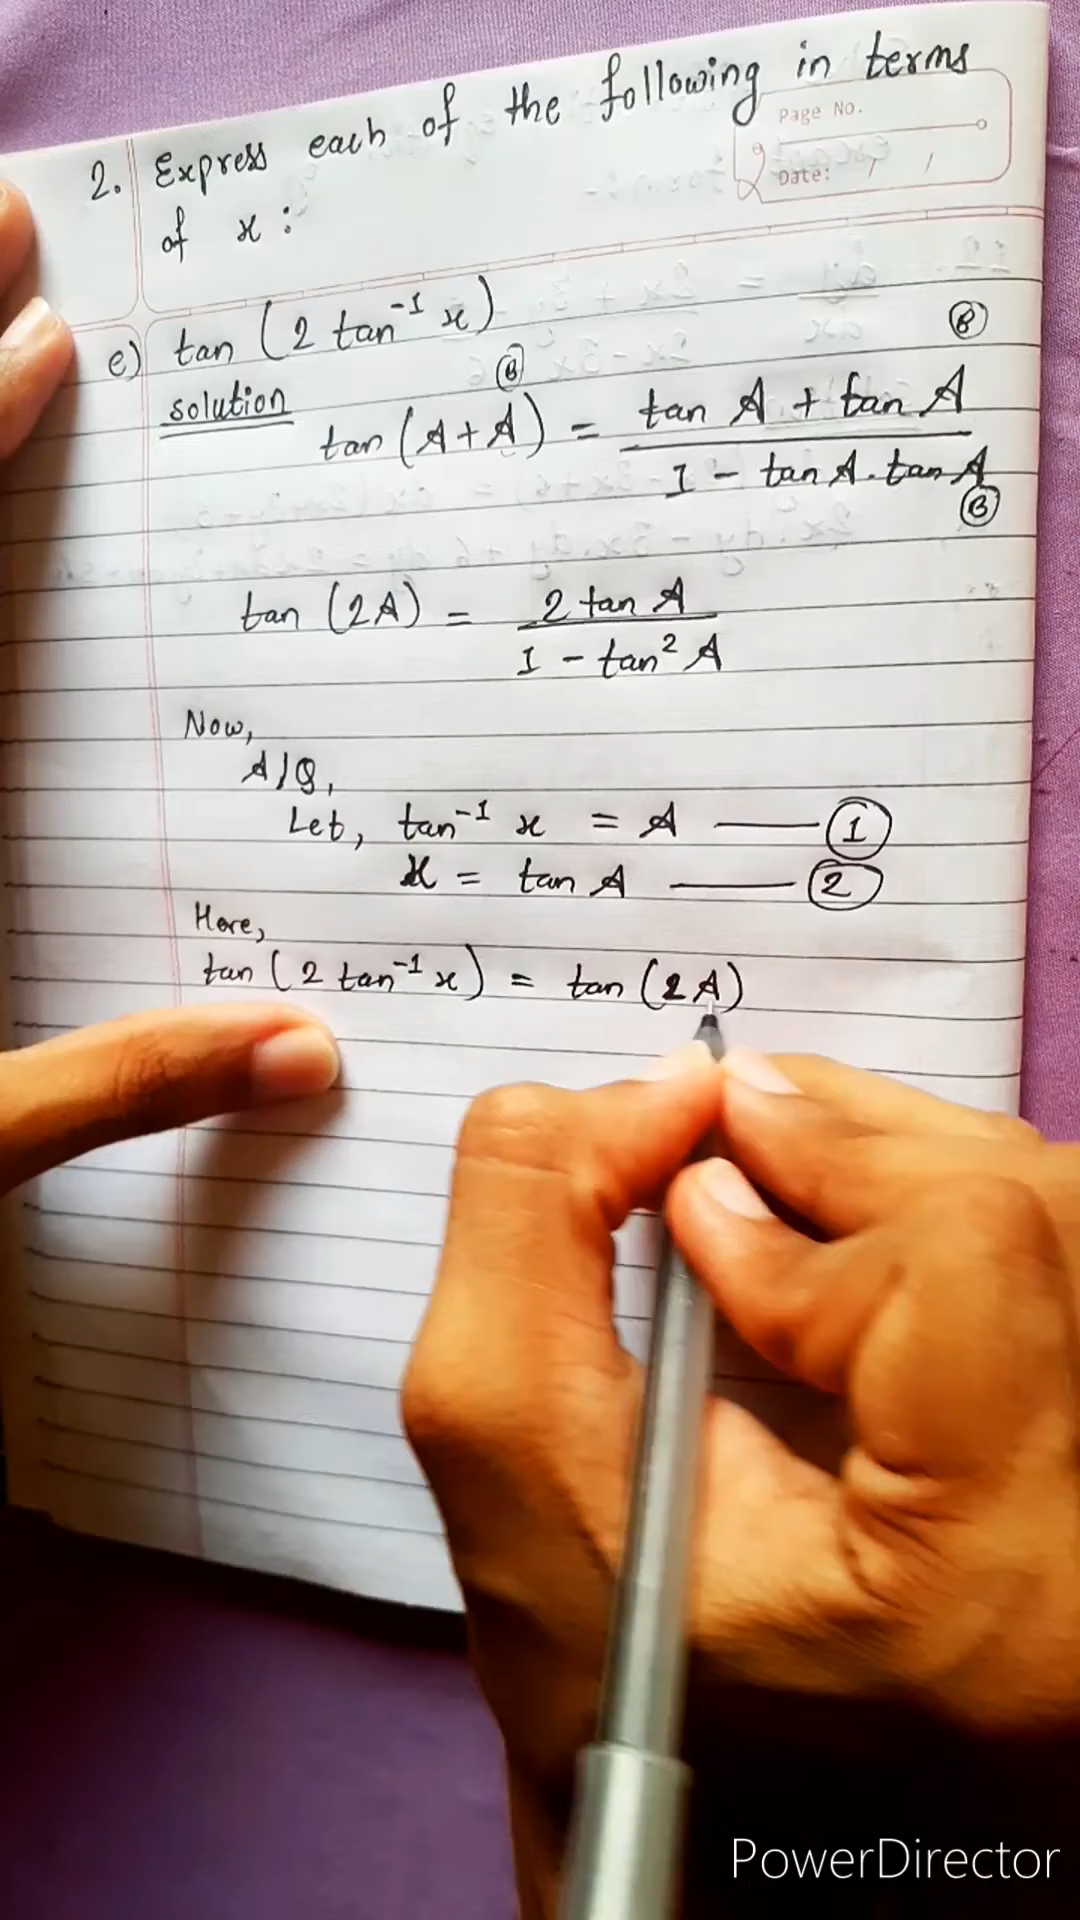 2. Express each of the following in terms
Page No.
Date: / /
of x :
e) tan (2 tan⁻¹ x)
solution
B B
tan (A + A) = tan A + tan A
1 - tan A . tan A
B
tan (2A) = 2 tan A
1 - tan² A
Now,
A/Q,
Let, tan⁻¹ x = A —— 1
x = tan A —— 2
Here,
tan (2 tan⁻¹ x) = tan (2A)
PowerDirector